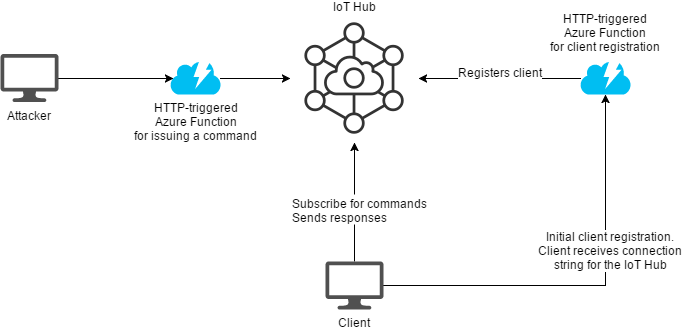 IoT Hub
HTTP-triggered
Azure Function
for client registration
Registers client
Attacker
HTTP-triggered
Azure Function
for issuing a command
Subscribe for commands
Sends responses
Initial client registration.
Client receives connection
string for the IoT Hub
Client